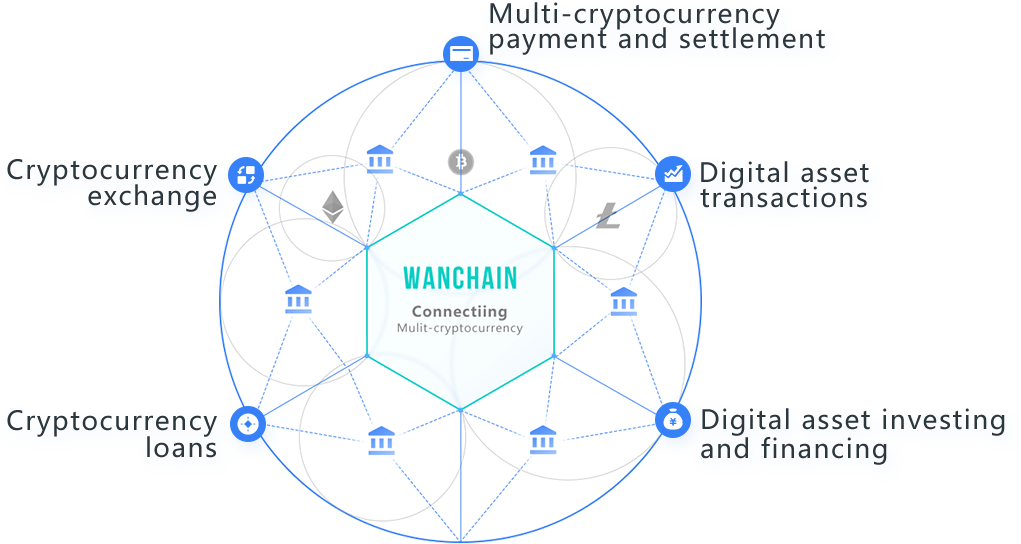 Multi-cryptocurrency
payment and settlement
Cryptocurrency
exchange
Digital asset
transactions
WANCHAIN
Connectiing
Mulit-cryptocurrency
Cryptocurrency
loans
Digital asset investing
and financing